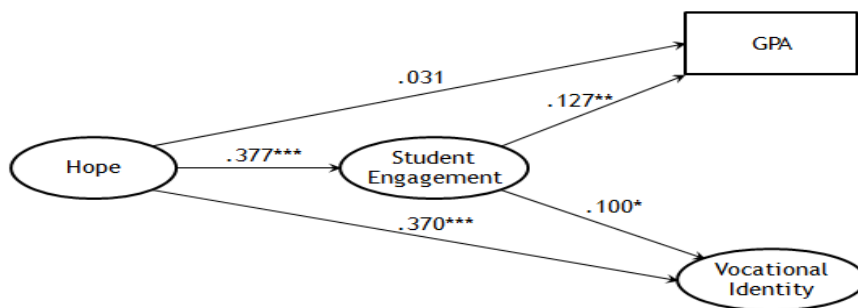 GPA
.031
.127**
Hope
.377***
Student
Engagement
.100*
.370***
Vocational
Identity